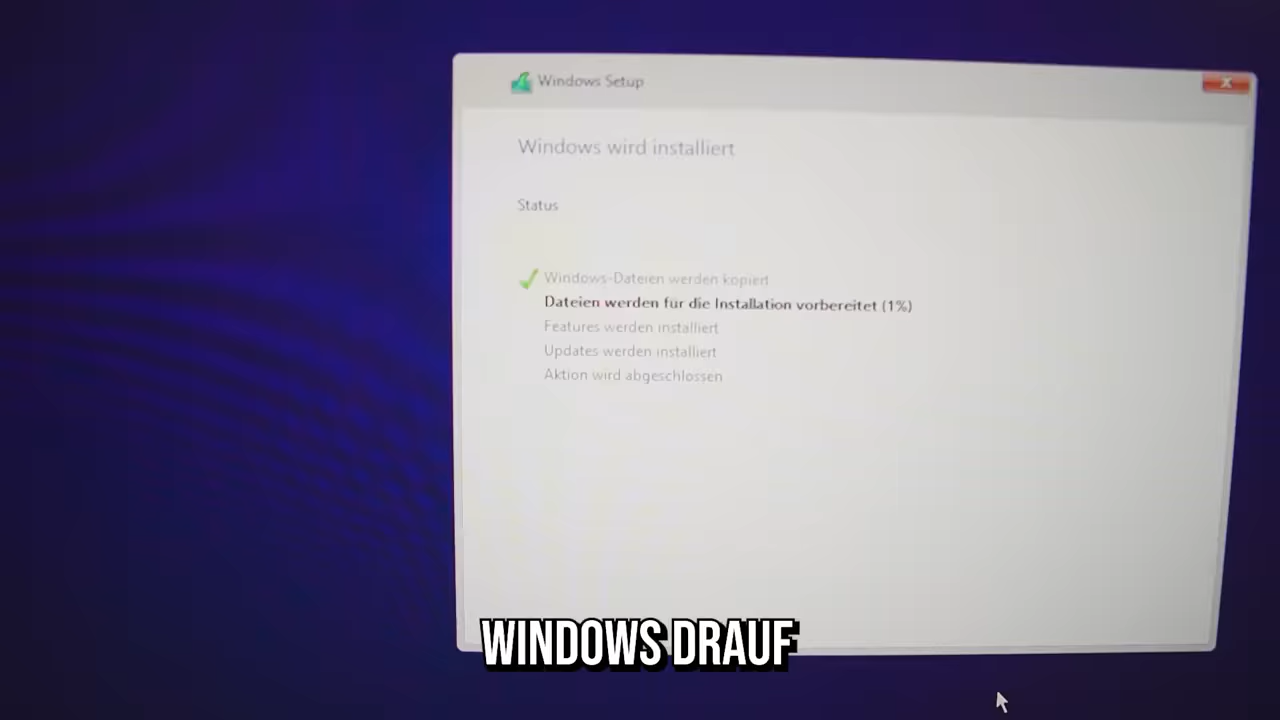 Windows Setup
Windows wird installiert
Status
Windows-Dateien werden kopiert
Dateien werden für die Installation vorbereitet (1%)
Features werden installiert
Updates werden installiert
Aktion wird abgeschlossen
WINDOWS DRAUF